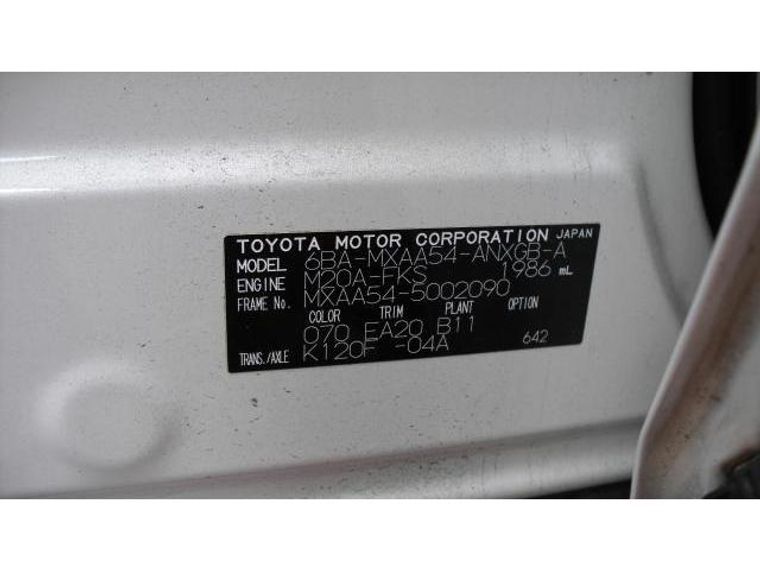 TOYOTA MOTOR CORPORATION JAPAN
MODEL 6BA-MXAA54-ANXGB-A
ENGINE M20A-FKS 1986 mL
FRAME No. MXAA54-5002090
COLOR TRIM PLANT OPTION
070 EA20 B11
TRANS./AXLE K120F -04A 642